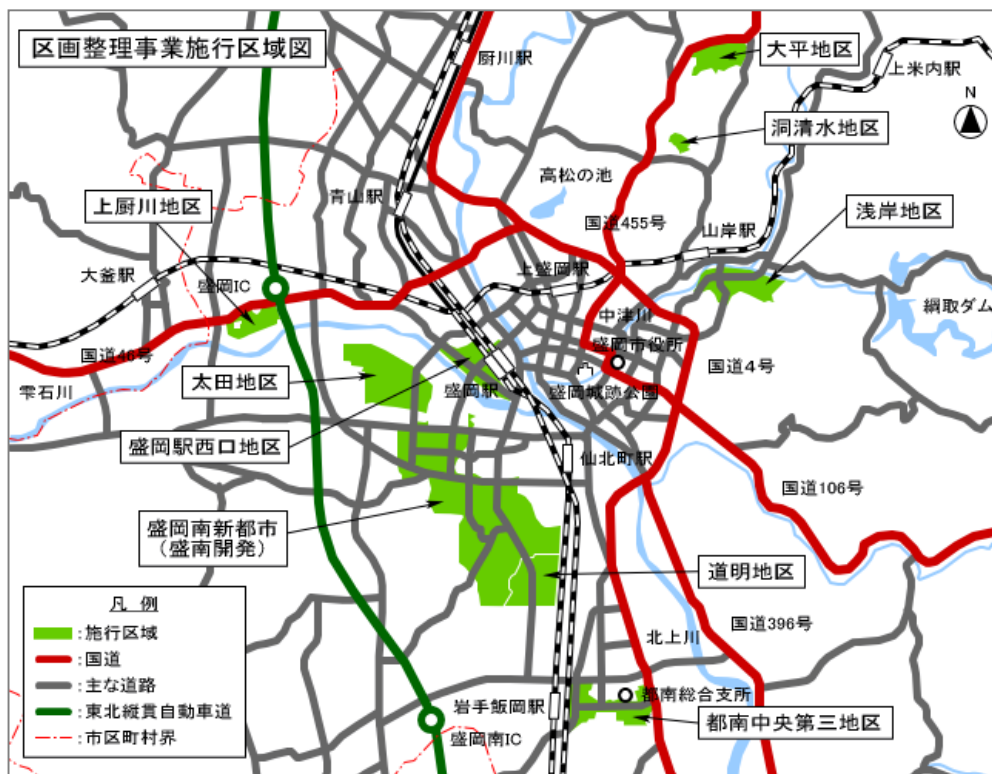 区画整理事業施行区域図
厨川駅
大平地区
上米内駅
N
洞清水地区
高松の池
青山駅
上厨川地区
浅岸地区
国道455号
山岸駅
大釜駅
上盛岡駅
盛岡IC
綱取ダム
中津川
盛岡市役所
国道46号
国道4号
太田地区
雫石川
盛岡駅
盛岡城跡公園
盛岡駅西口地区
仙北町駅
国道106号
盛岡南新都市
(盛南開発)
道明地区
凡 例
:施行区域
:国道
:主な道路
:東北縦貫自動車道
:市区町村界
国道396号
北上川
岩手飯岡駅
都南総合支所
都南中央第三地区
盛岡南IC